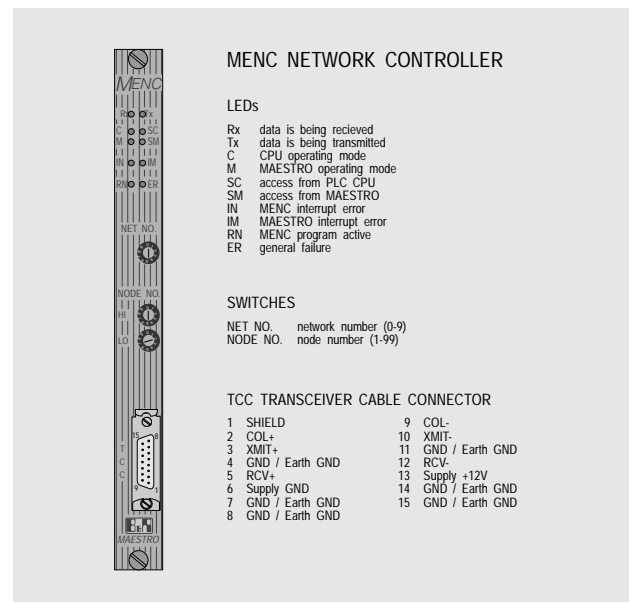 MENC
Rx Tx
C SC
M SM
IN IM
RN ER
NET NO.
NODE NO.
HI
LO
15 8
T
C
C
9 1
B&R
MAESTRO
MENC NETWORK CONTROLLER
LEDs
Rx data is being recieved
Tx data is being transmitted
C CPU operating mode
M MAESTRO operating mode
SC access from PLC CPU
SM access from MAESTRO
IN MENC interrupt error
IM MAESTRO interrupt error
RN MENC program active
ER general failure
SWITCHES
NET NO. network number (0-9)
NODE NO. node number (1-99)
TCC TRANSCEIVER CABLE CONNECTOR
1 SHIELD
2 COL+
3 XMIT+
4 GND / Earth GND
5 RCV+
6 Supply GND
7 GND / Earth GND
8 GND / Earth GND
9 COL-
10 XMIT-
11 GND / Earth GND
12 RCV-
13 Supply +12V
14 GND / Earth GND
15 GND / Earth GND